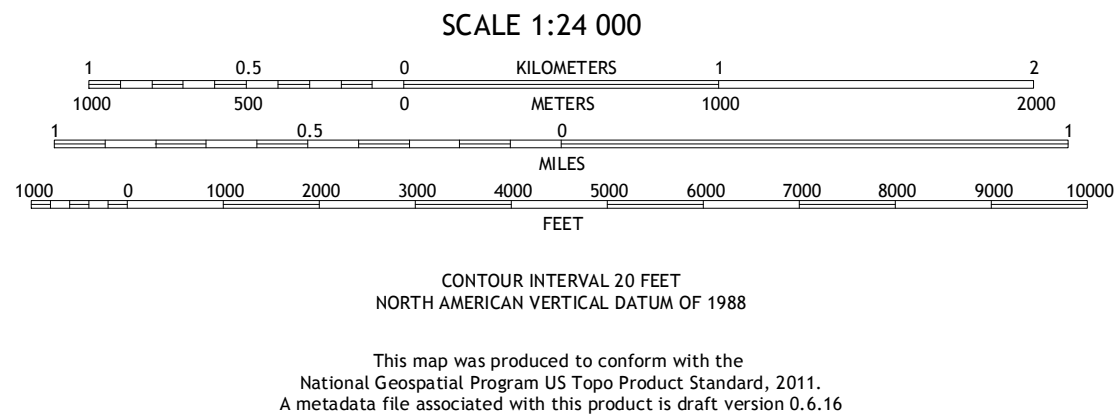 SCALE 1:24 000
1 0.5 0 KILOMETERS 1 2
1000 500 0 METERS 1000 2000
1 0.5 0 1
MILES
1000 0 1000 2000 3000 4000 5000 6000 7000 8000 9000 10000
FEET
CONTOUR INTERVAL 20 FEET
NORTH AMERICAN VERTICAL DATUM OF 1988
This map was produced to conform with the
National Geospatial Program US Topo Product Standard, 2011.
A metadata file associated with this product is draft version 0.6.16